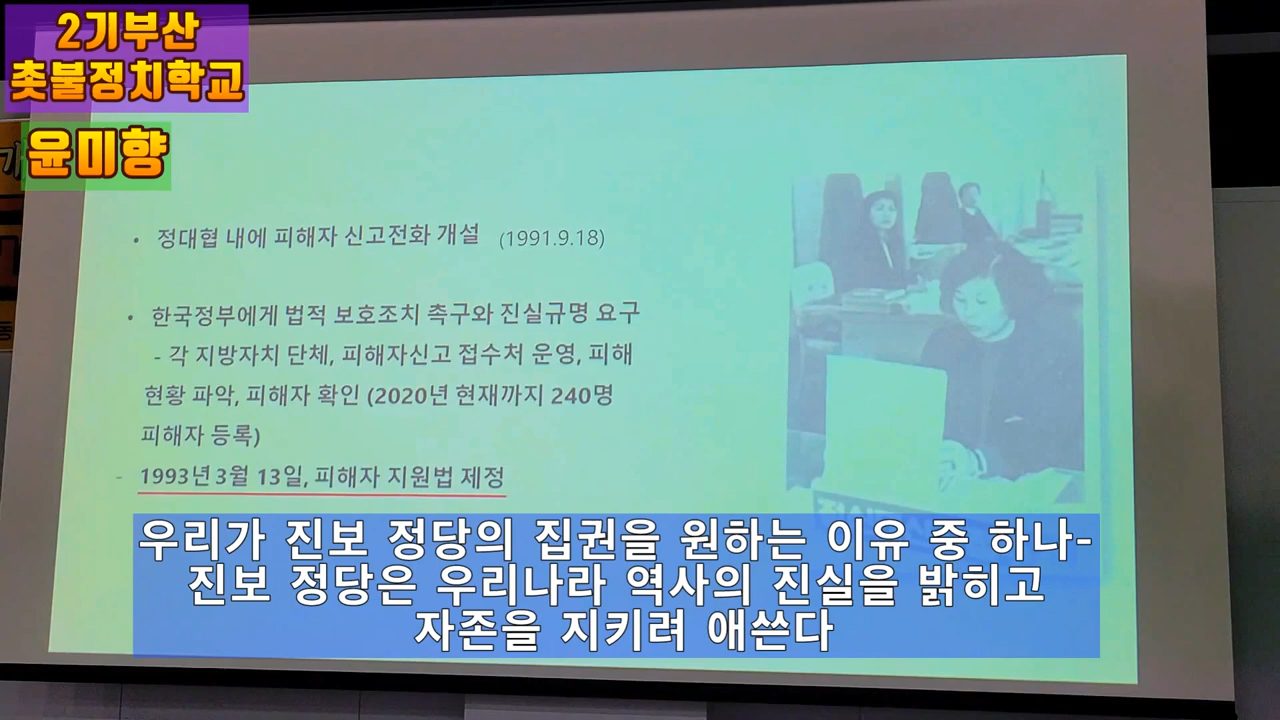 2기부산
촛불정치학교
윤미향
• 정대협 내에 피해자 신고전화 개설 (1991.9.18)
• 한국정부에게 법적 보호조치 촉구와 진실규명 요구
- 각 지방자치 단체, 피해자신고 접수처 운영, 피해
현황 파악, 피해자 확인 (2020년 현재까지 240명
피해자 등록)
- 1993년 3월 13일, 피해자 지원법 제정
우리가 진보 정당의 집권을 원하는 이유 중 하나-
진보 정당은 우리나라 역사의 진실을 밝히고
자존을 지키려 애쓴다